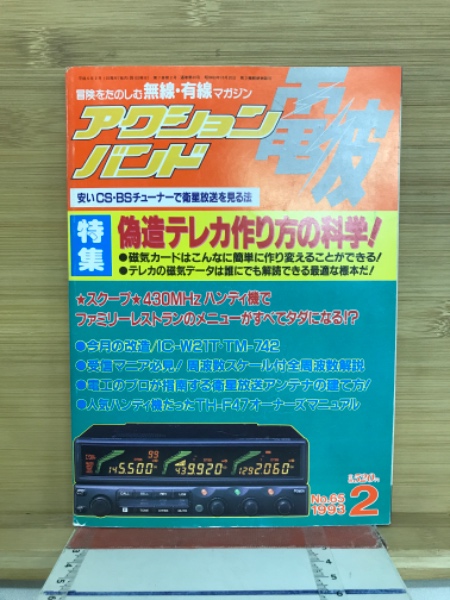 冒険をたのしむ無線・有線マガジン
アクションバンド
電波
安いCS・BSチューナーで衛星放送を見る法
特集
偽造テレカ作り方の科学!
●磁気カードはこんなに簡単に作り変えることができる!
●テレカの磁気データは誰にでも解読できる最適な標本だ!
★スクープ★430MHzハンディ機で
ファミリーレストランのメニューがすべてタダになる!?
●今月の改造/IC-W21T・TM-742
●受信マニア必見! 周波数スケール付全周波数解説
●電工のプロが指南する衛星放送アンテナの建て方!
●人気ハンディ機だったTH-F47オーナーズマニュアル
145.500
439.920
1292.060
No.65
1993
2